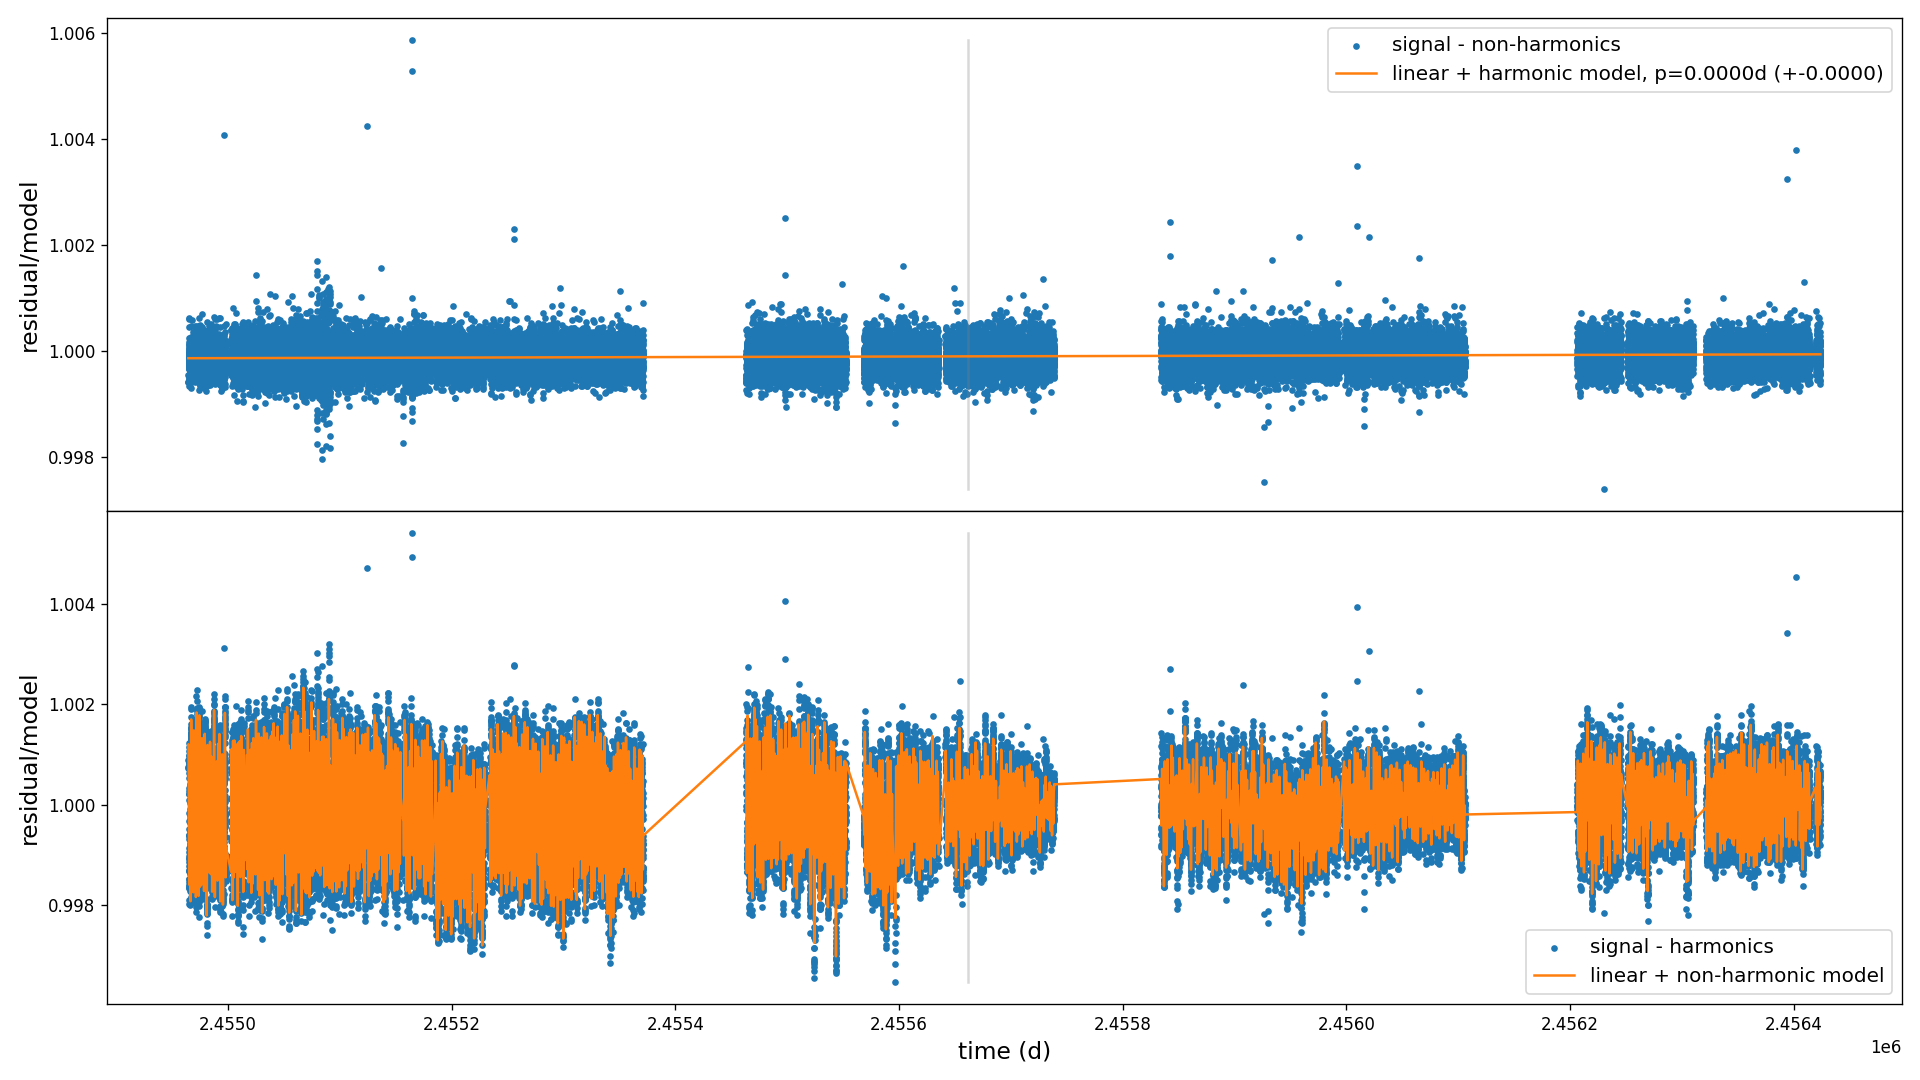 1.006
1.004
1.002
1.000
0.998
residual/model
signal - non-harmonics
linear + harmonic model, p=0.0000d (+-0.0000)
1.004
1.002
1.000
0.998
residual/model
signal - harmonics
linear + non-harmonic model
2.4550
2.4552
2.4554
2.4556
2.4558
2.4560
2.4562
2.4564
1e6
time (d)